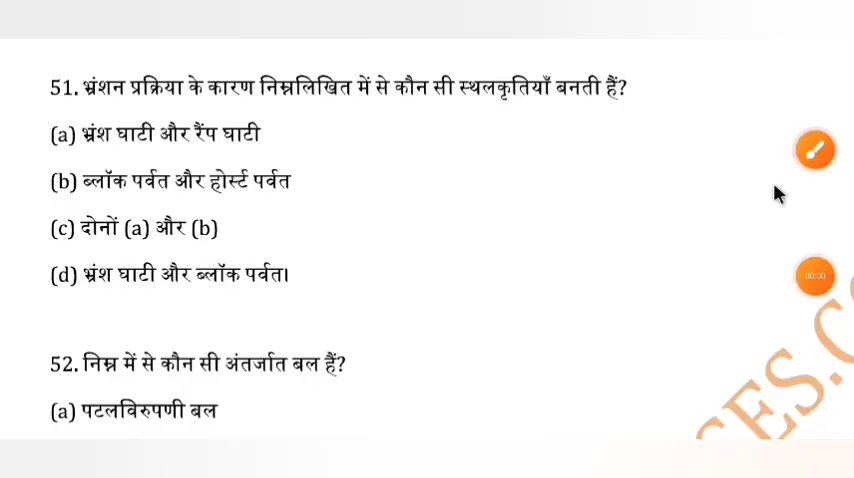 51. भ्रंशन प्रक्रिया के कारण निम्नलिखित में से कौन सी स्थलकृतियाँ बनती हैं?
(a) भ्रंश घाटी और रैंप घाटी
(b) ब्लॉक पर्वत और होर्स्ट पर्वत
(c) दोनों (a) और (b)
00:00
(d) भ्रंश घाटी और ब्लॉक पर्वत।
52. निम्न में से कौन सी अंतर्जात बल हैं?
(a) पटलविरुपणी बल